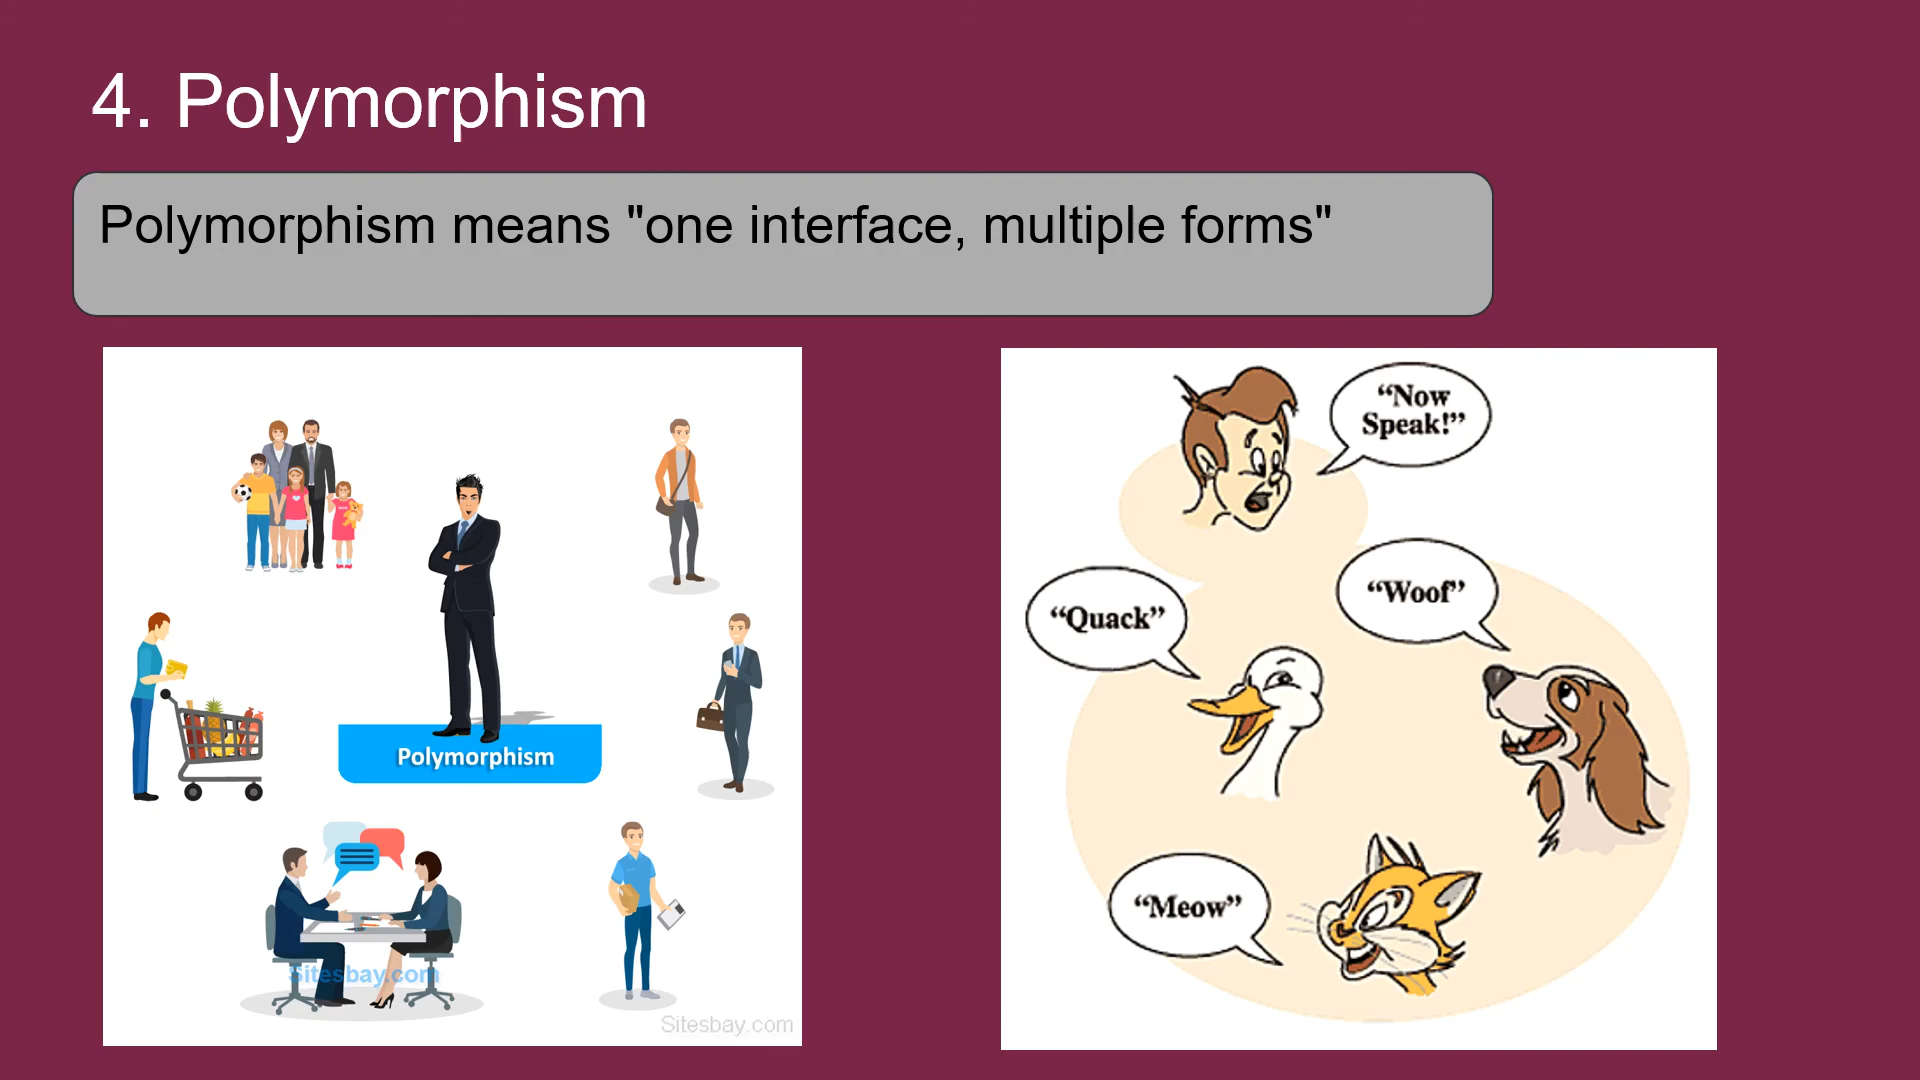 4. Polymorphism
Polymorphism means "one interface, multiple forms"
Polymorphism
Sitesbay.com
Sitesbay.com
“Now
Speak!”
“Quack”
“Woof”
“Meow”